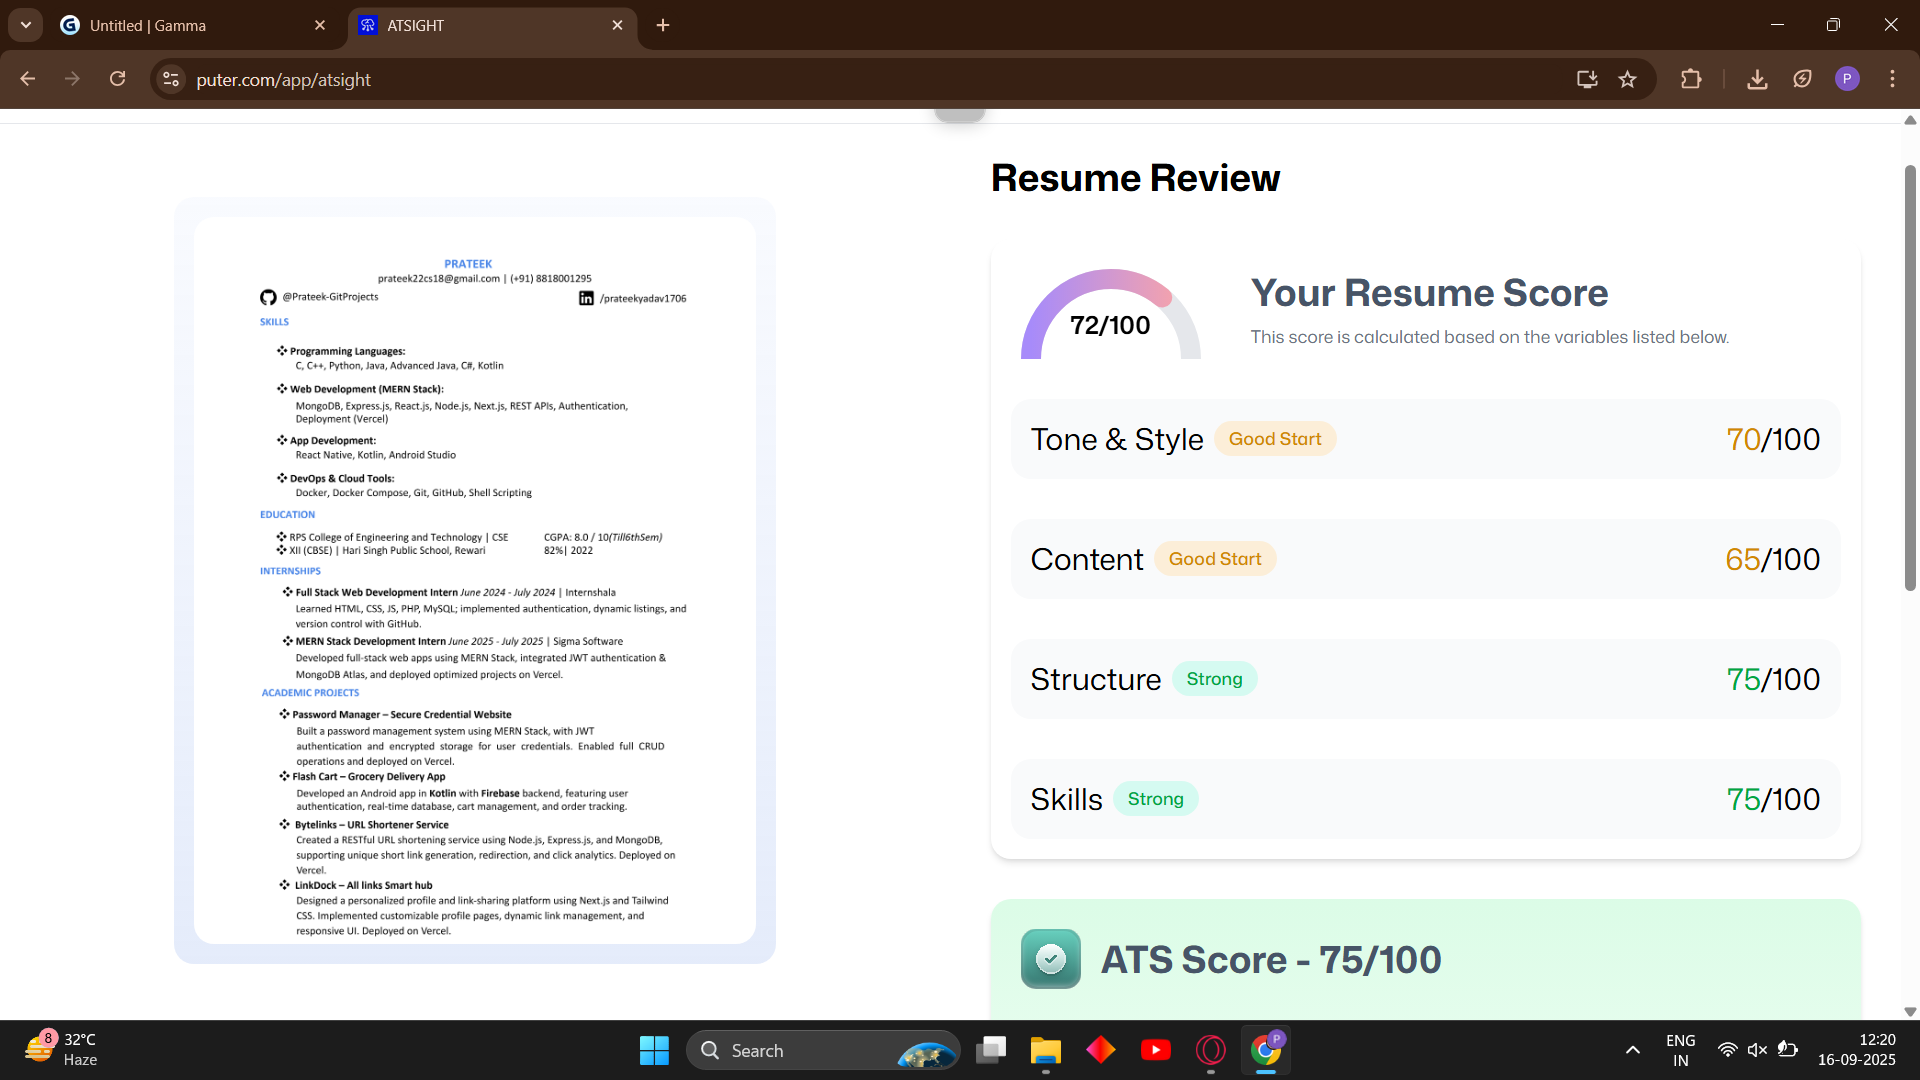 Untitled | Gamma
ATSIGHT
puter.com/app/atsight
P
PRATEEK
prateek22cs18@gmail.com | (+91) 8818001295
@Prateek-GitProjects
/prateekyadav1706
SKILLS
Programming Languages:
C, C++, Python, Java, Advanced Java, C#, Kotlin
Web Development (MERN Stack):
MongoDB, Express.js, React.js, Node.js, Next.js, REST APIs, Authentication,
Deployment (Vercel)
App Development:
React Native, Kotlin, Android Studio
DevOps & Cloud Tools:
Docker, Docker Compose, Git, GitHub, Shell Scripting
EDUCATION
RPS College of Engineering and Technology | CSE CGPA: 8.0 / 10(Till6thSem)
XII (CBSE) | Hari Singh Public School, Rewari 82%| 2022
INTERNSHIPS
Full Stack Web Development Intern June 2024 - July 2024 | Internshala
Learned HTML, CSS, JS, PHP, MySQL; implemented authentication, dynamic listings, and
version control with GitHub.
MERN Stack Development Intern June 2025 - July 2025 | Sigma Software
Developed full-stack web apps using MERN Stack, integrated JWT authentication &
MongoDB Atlas, and deployed optimized projects on Vercel.
ACADEMIC PROJECTS
Password Manager – Secure Credential Website
Built a password management system using MERN Stack, with JWT
authentication and encrypted storage for user credentials. Enabled full CRUD
operations and deployed on Vercel.
Flash Cart – Grocery Delivery App
Developed an Android app in Kotlin with Firebase backend, featuring user
authentication, real-time database, cart management, and order tracking.
Bytelinks – URL Shortener Service
Created a RESTful URL shortening service using Node.js, Express.js, and MongoDB,
supporting unique short link generation, redirection, and click analytics. Deployed on
Vercel.
LinkDock – All links Smart hub
Designed a personalized profile and link-sharing platform using Next.js and Tailwind
CSS. Implemented customizable profile pages, dynamic link management, and
responsive UI. Deployed on Vercel.
Resume Review
72/100
Your Resume Score
This score is calculated based on the variables listed below.
Tone & Style Good Start 70/100
Content Good Start 65/100
Structure Strong 75/100
Skills Strong 75/100
ATS Score - 75/100
8
32°C
Haze
Search
P
ENG
IN
12:20
16-09-2025